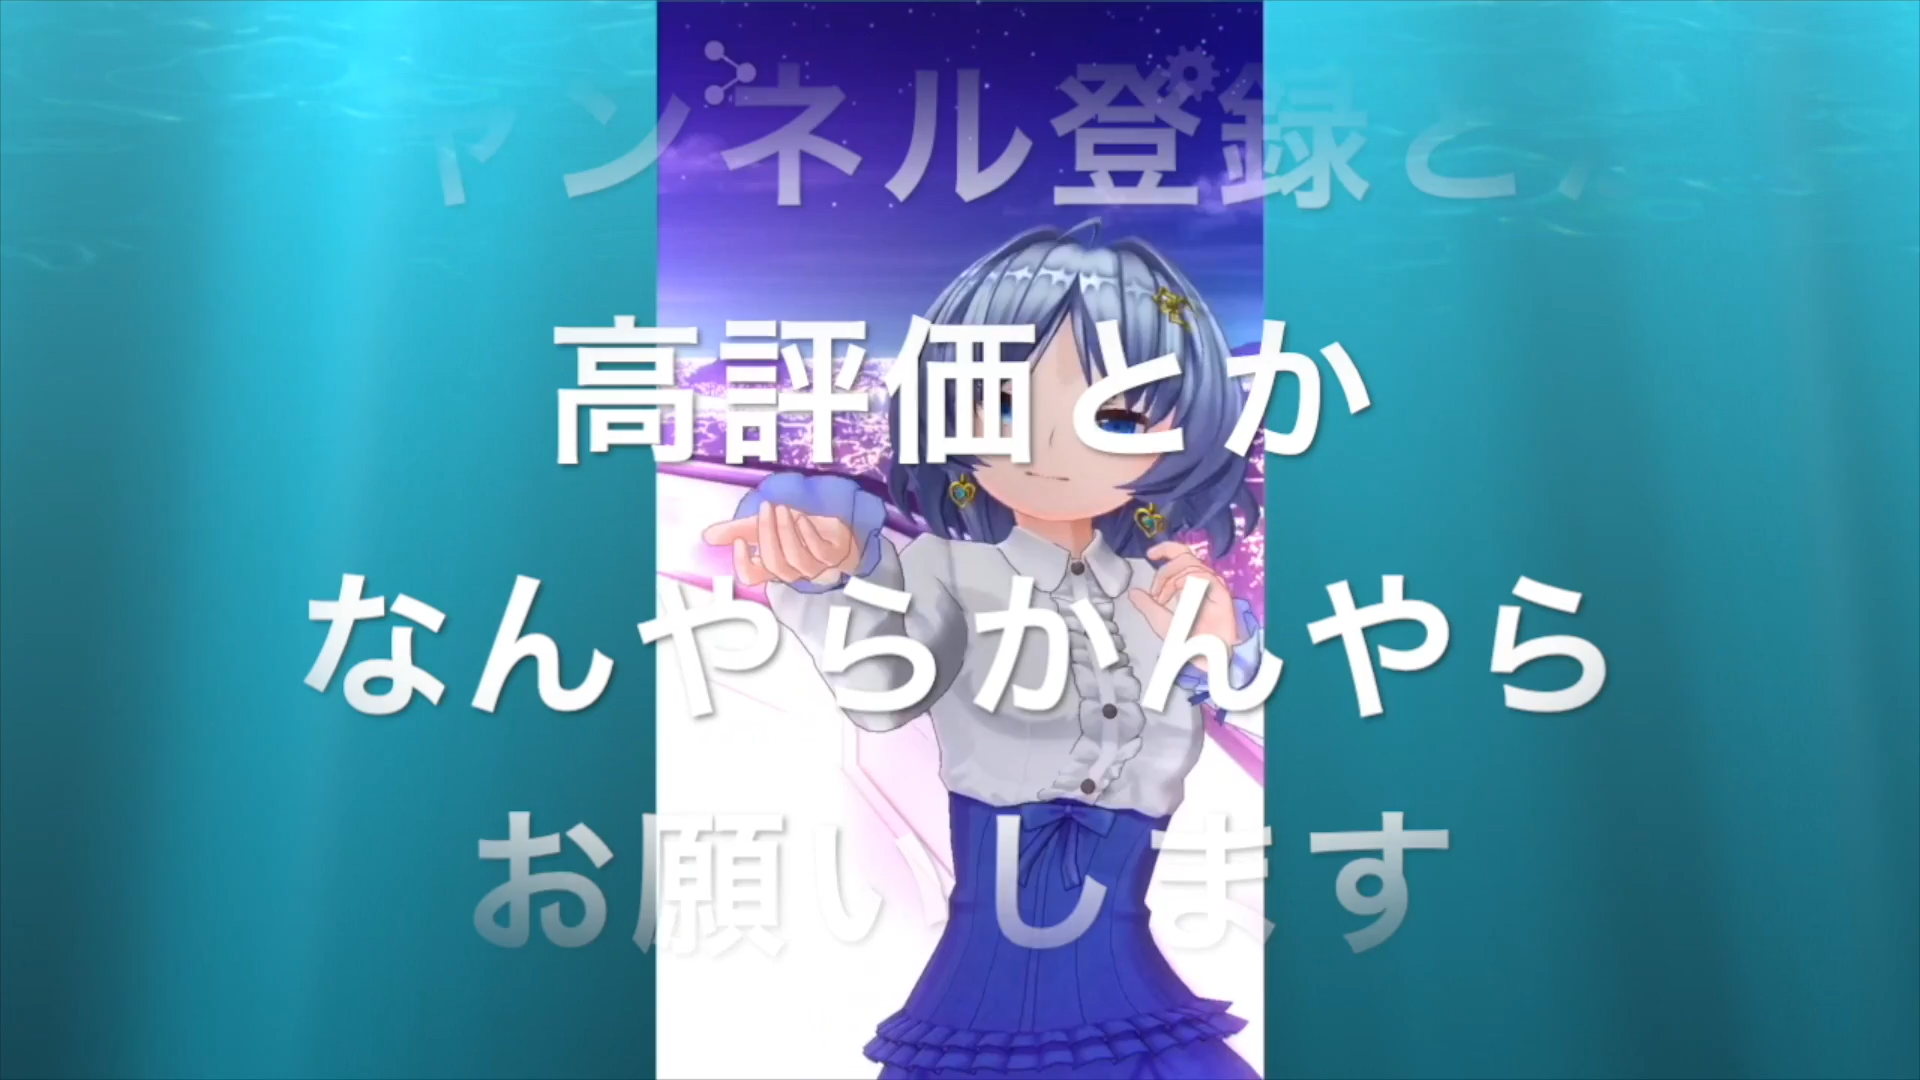 ャンネル登録と
高評価とか
なんやらかんやら
お願いします